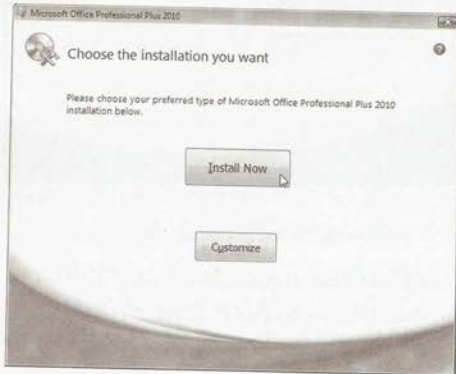 Microsoft Office Professional Plus 2010
Choose the installation you want
Please choose your preferred type of Microsoft Office Professional Plus 2010
installation below.
Install Now
Customize